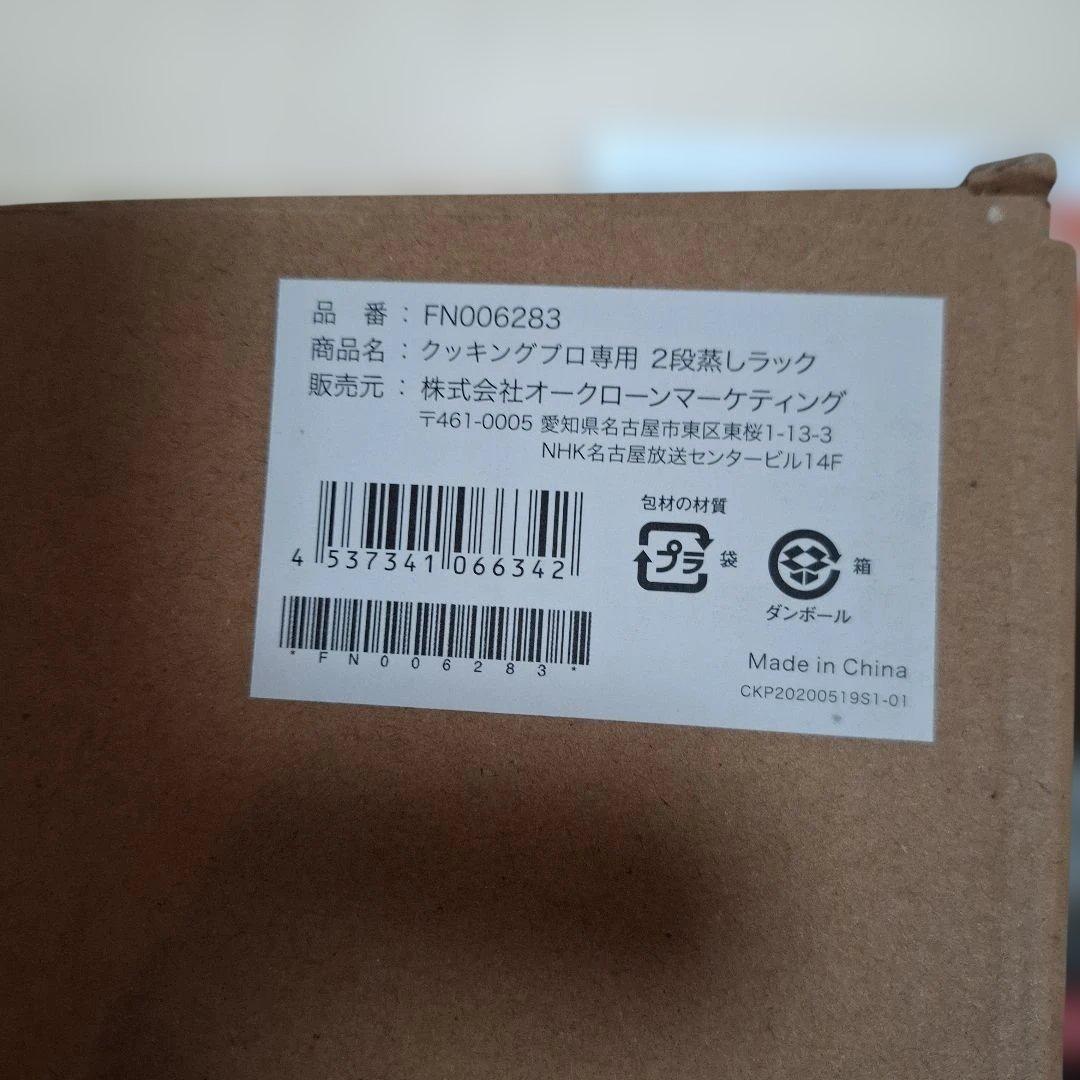 品 番：FN006283
商品名：クッキングプロ専用 2段蒸しラック
販売元：株式会社オークローンマーケティング
〒461-0005 愛知県名古屋市東区東桜1-13-3
NHK名古屋放送センタービル14F
包材の材質
プラ 袋
箱
ダンボール
4 537341 066342
*FN006283*
Made in China
CKP20200519S1-01